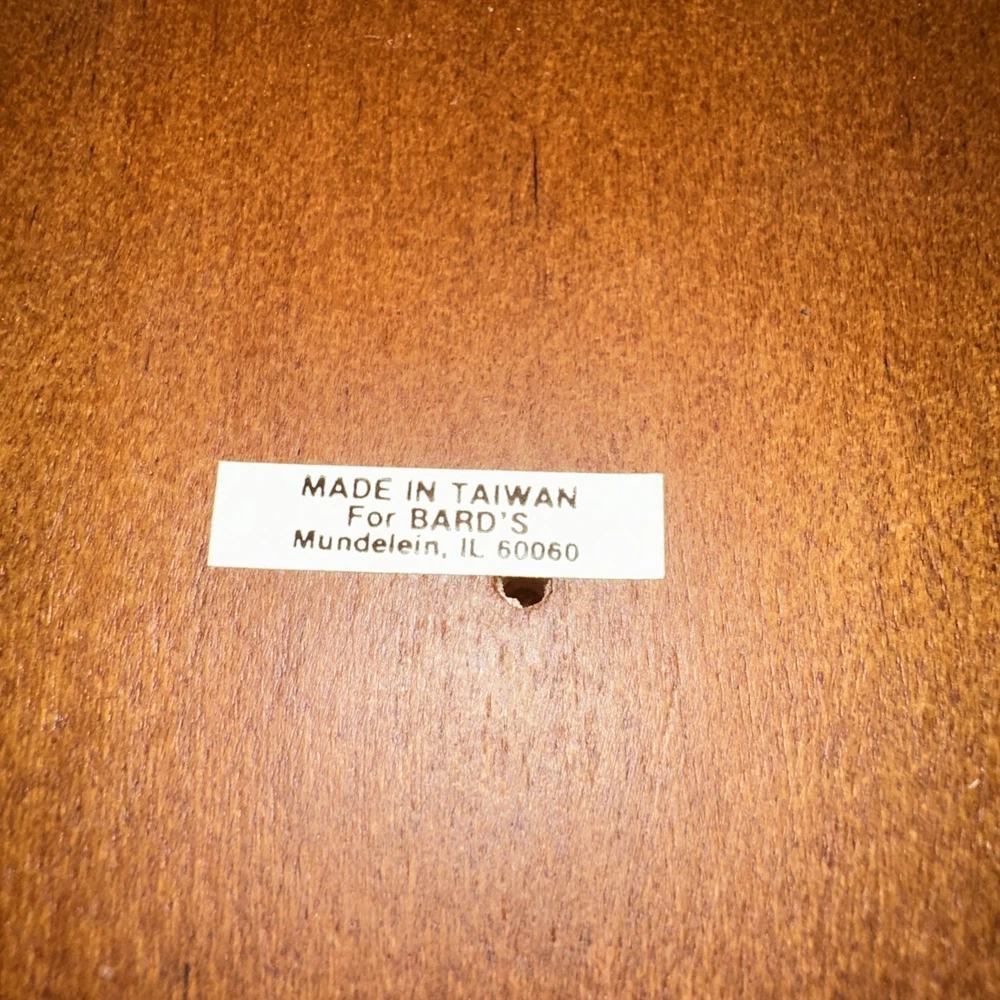 MADE IN TAIWAN
For BARD'S
Mundelein, IL 60060